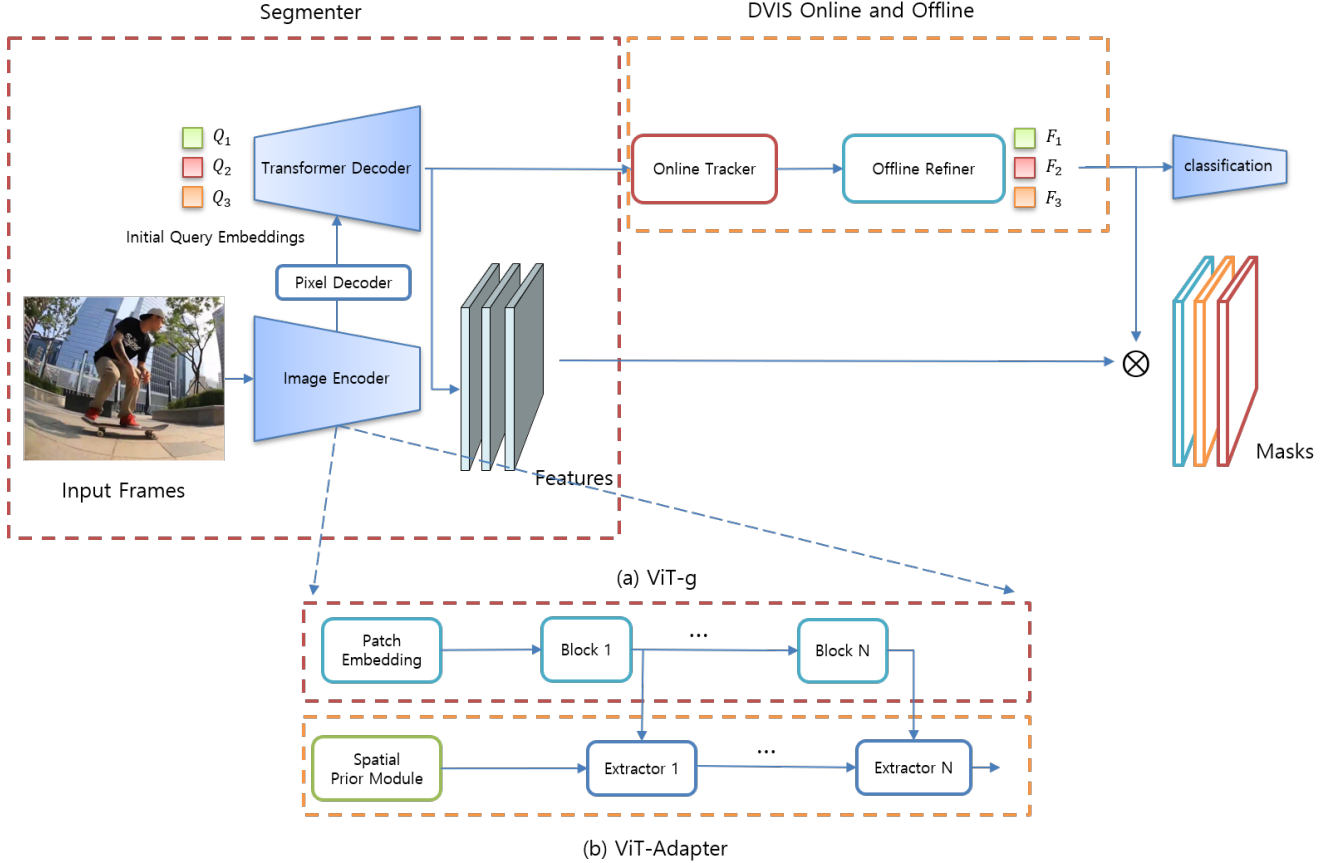 Segmenter
DVIS Online and Offline
Q₁
Q₂
Q₃
Transformer Decoder
Initial Query Embeddings
Online Tracker
Offline Refiner
F₁
F₂
F₃
classification
Pixel Decoder
Image Encoder
Input Frames
Features
Masks
(a) ViT-g
Patch
Embedding
Block 1
...
Block N
Spatial
Prior Module
Extractor 1
...
Extractor N
(b) ViT-Adapter